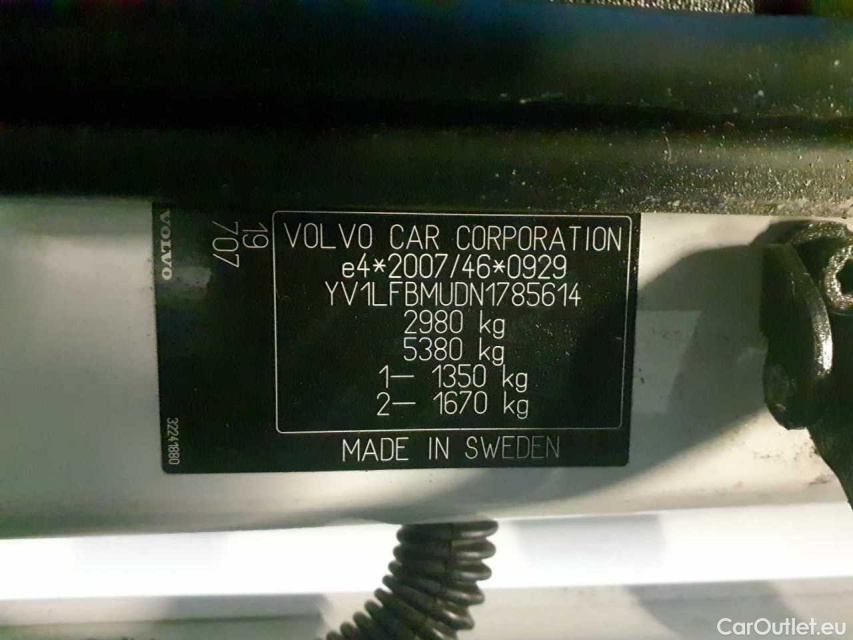 VOLVO
19
707
VOLVO CAR CORPORATION
e4*2007/46*0929
YV1LFBMUDN1785614
2980 kg
5380 kg
1– 1350 kg
2– 1670 kg
MADE IN SWEDEN
32241880
CarOutlet.eu